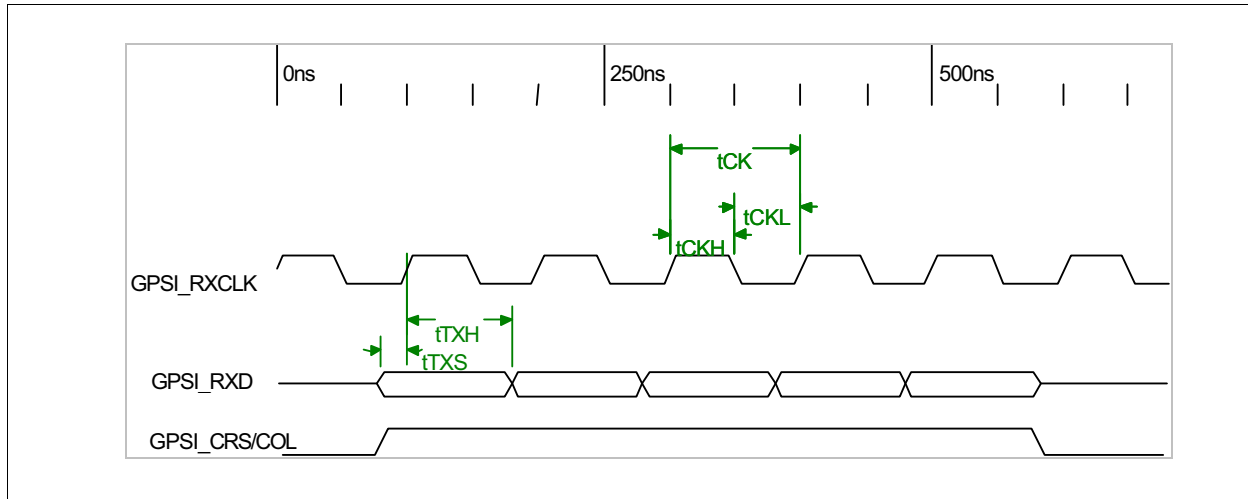 0ns
250ns
500ns
tCK
tCKL
tCKH
GPSI_RXCLK
tTXH
tTXS
GPSI_RXD
GPSI_CRS/COL